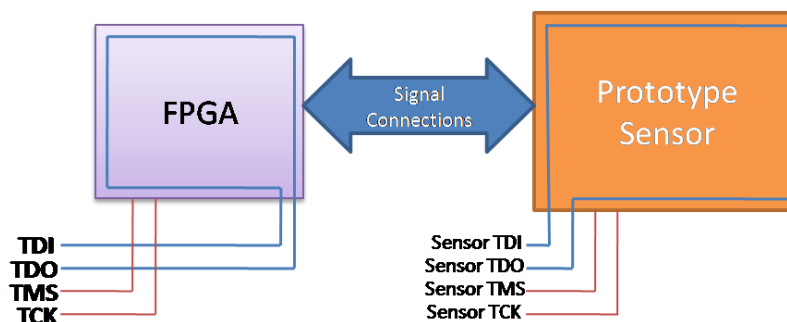 FPGA
Signal
Connections
Prototype
Sensor
TDI
TDO
TMS
TCK
Sensor TDI
Sensor TDO
Sensor TMS
Sensor TCK